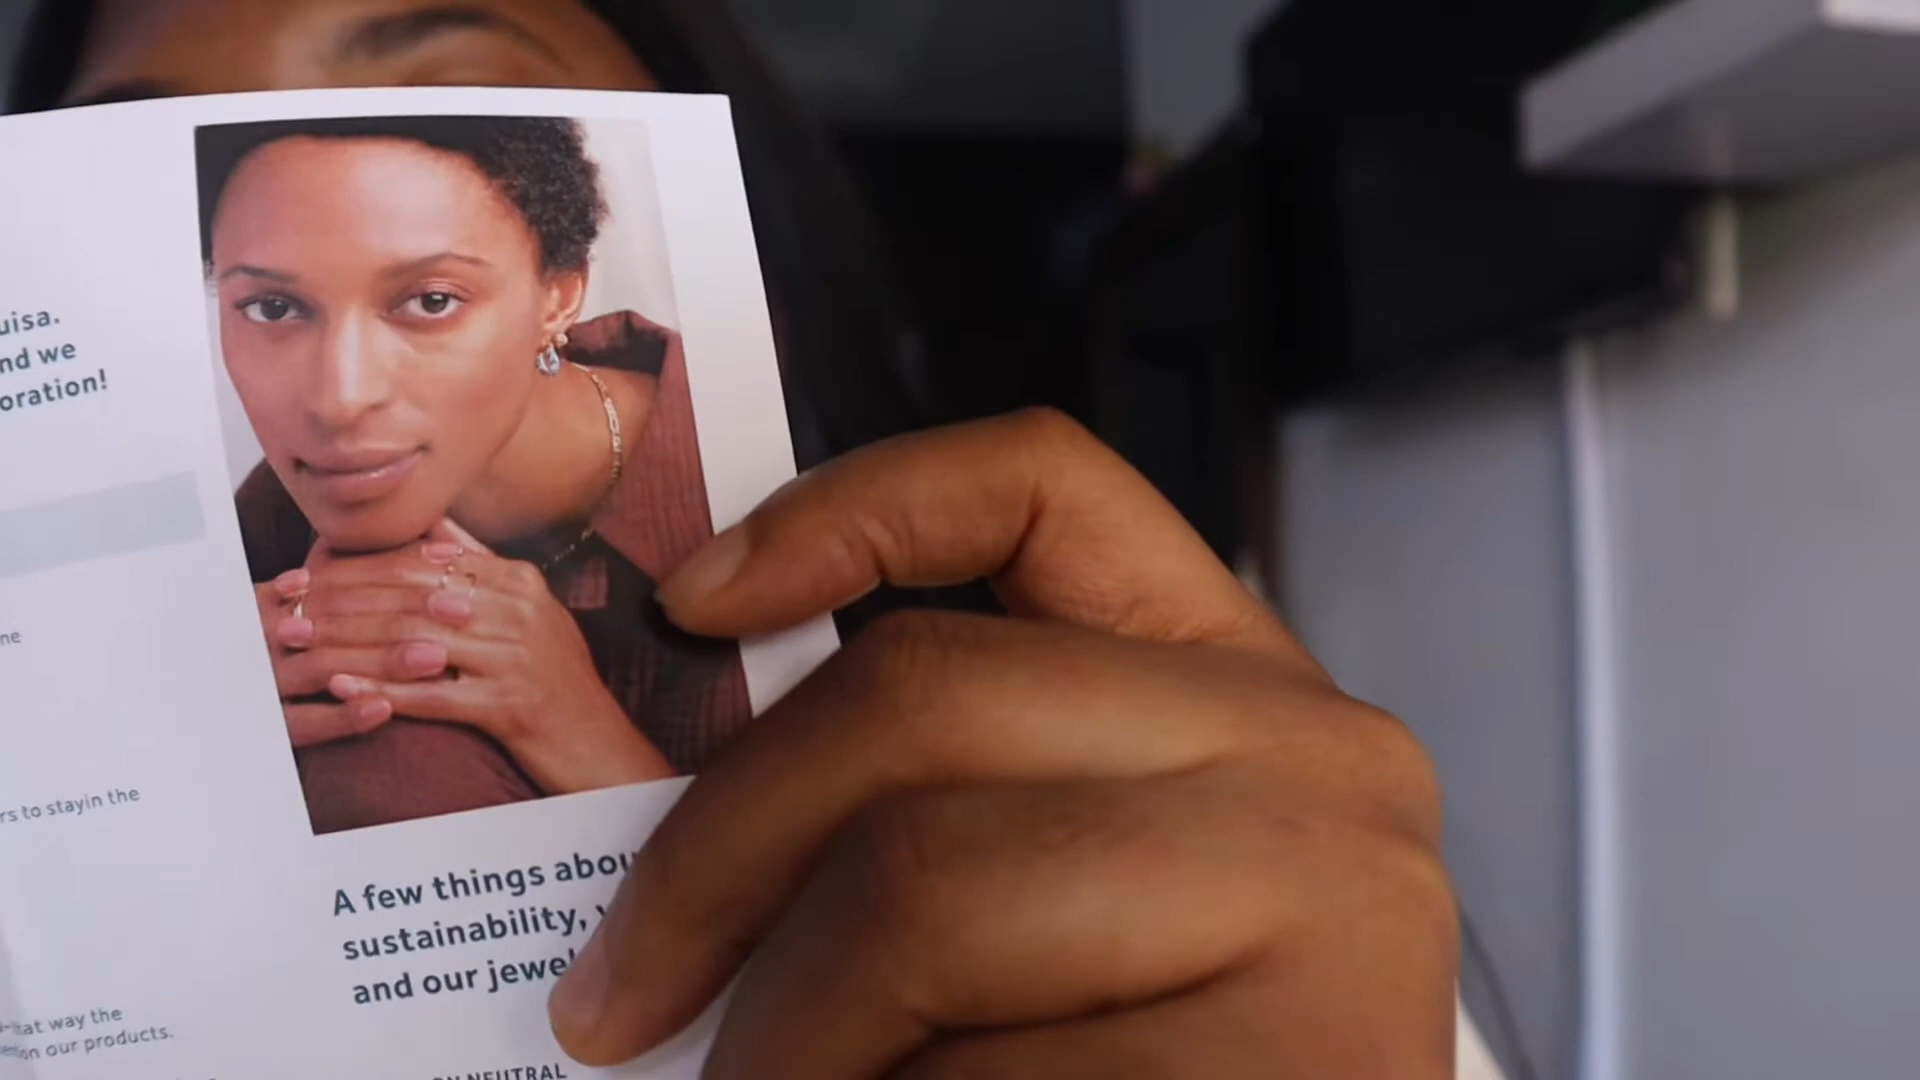 uisa.
nd we
oration!
ne
rs to stayin the
hat way the
on our products.
A few things abou
sustainability,
and our jewel
NEUTRAL